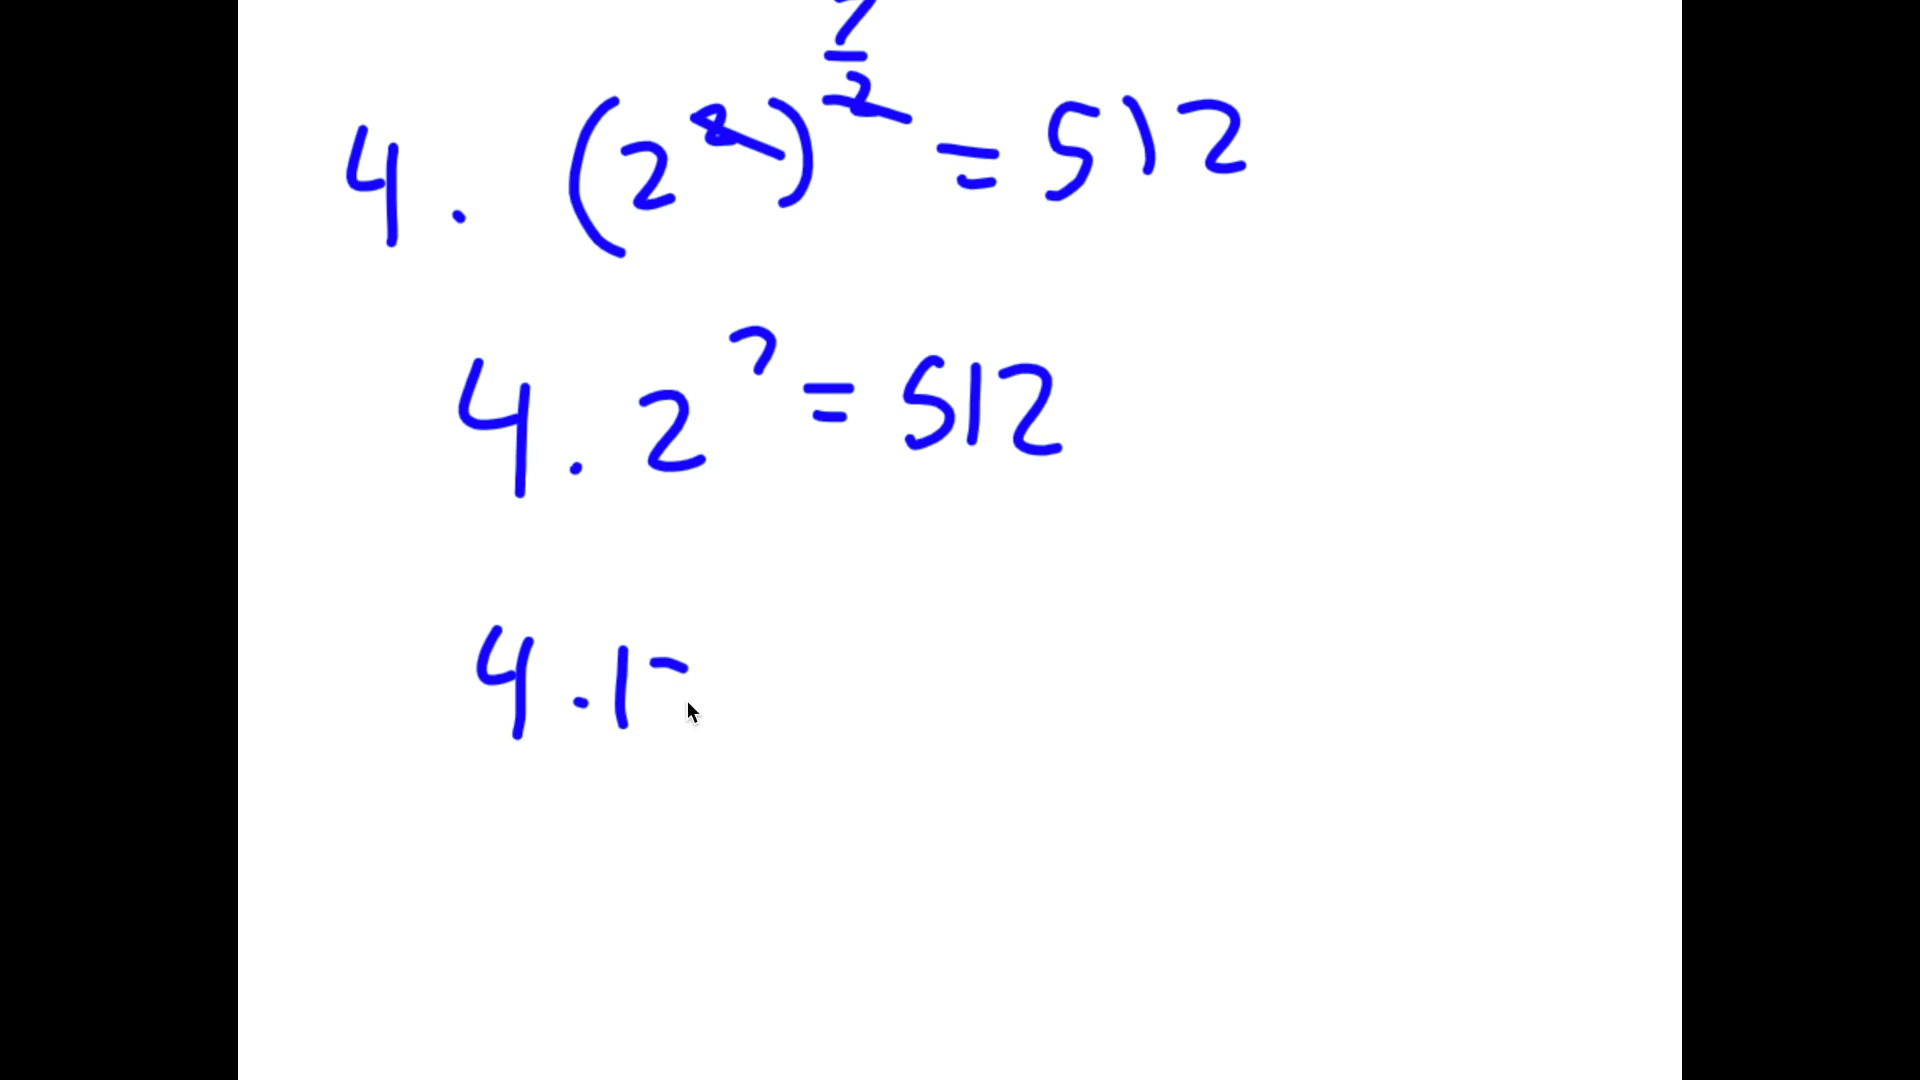 4 . (2^8)^7/2 = 512
4 . 2^7 = 512
4 . 1